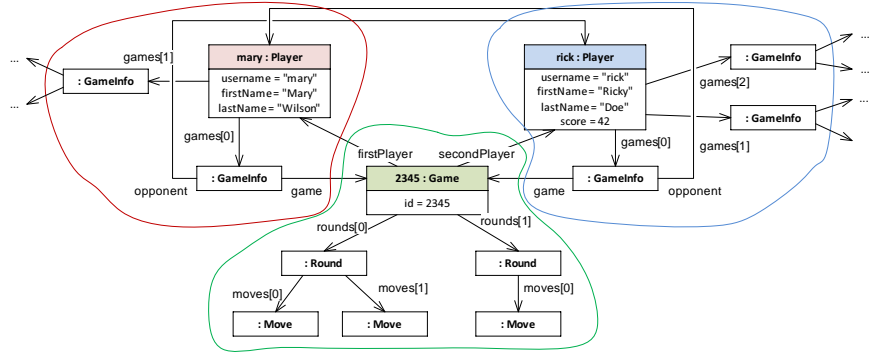 mary : Player
username = "mary"
firstName = "Mary"
lastName = "Wilson"
rick : Player
username = "rick"
firstName = "Ricky"
lastName = "Doe"
score = 42
...
...
: GameInfo
games[1]
games[0]
: GameInfo
opponent
game
firstPlayer
secondPlayer
2345 : Game
id = 2345
: GameInfo
games[2]
: GameInfo
games[1]
...
...
...
...
games[0]
: GameInfo
game
opponent
rounds[0]
rounds[1]
: Round
: Round
moves[0]
moves[1]
moves[0]
: Move
: Move
: Move